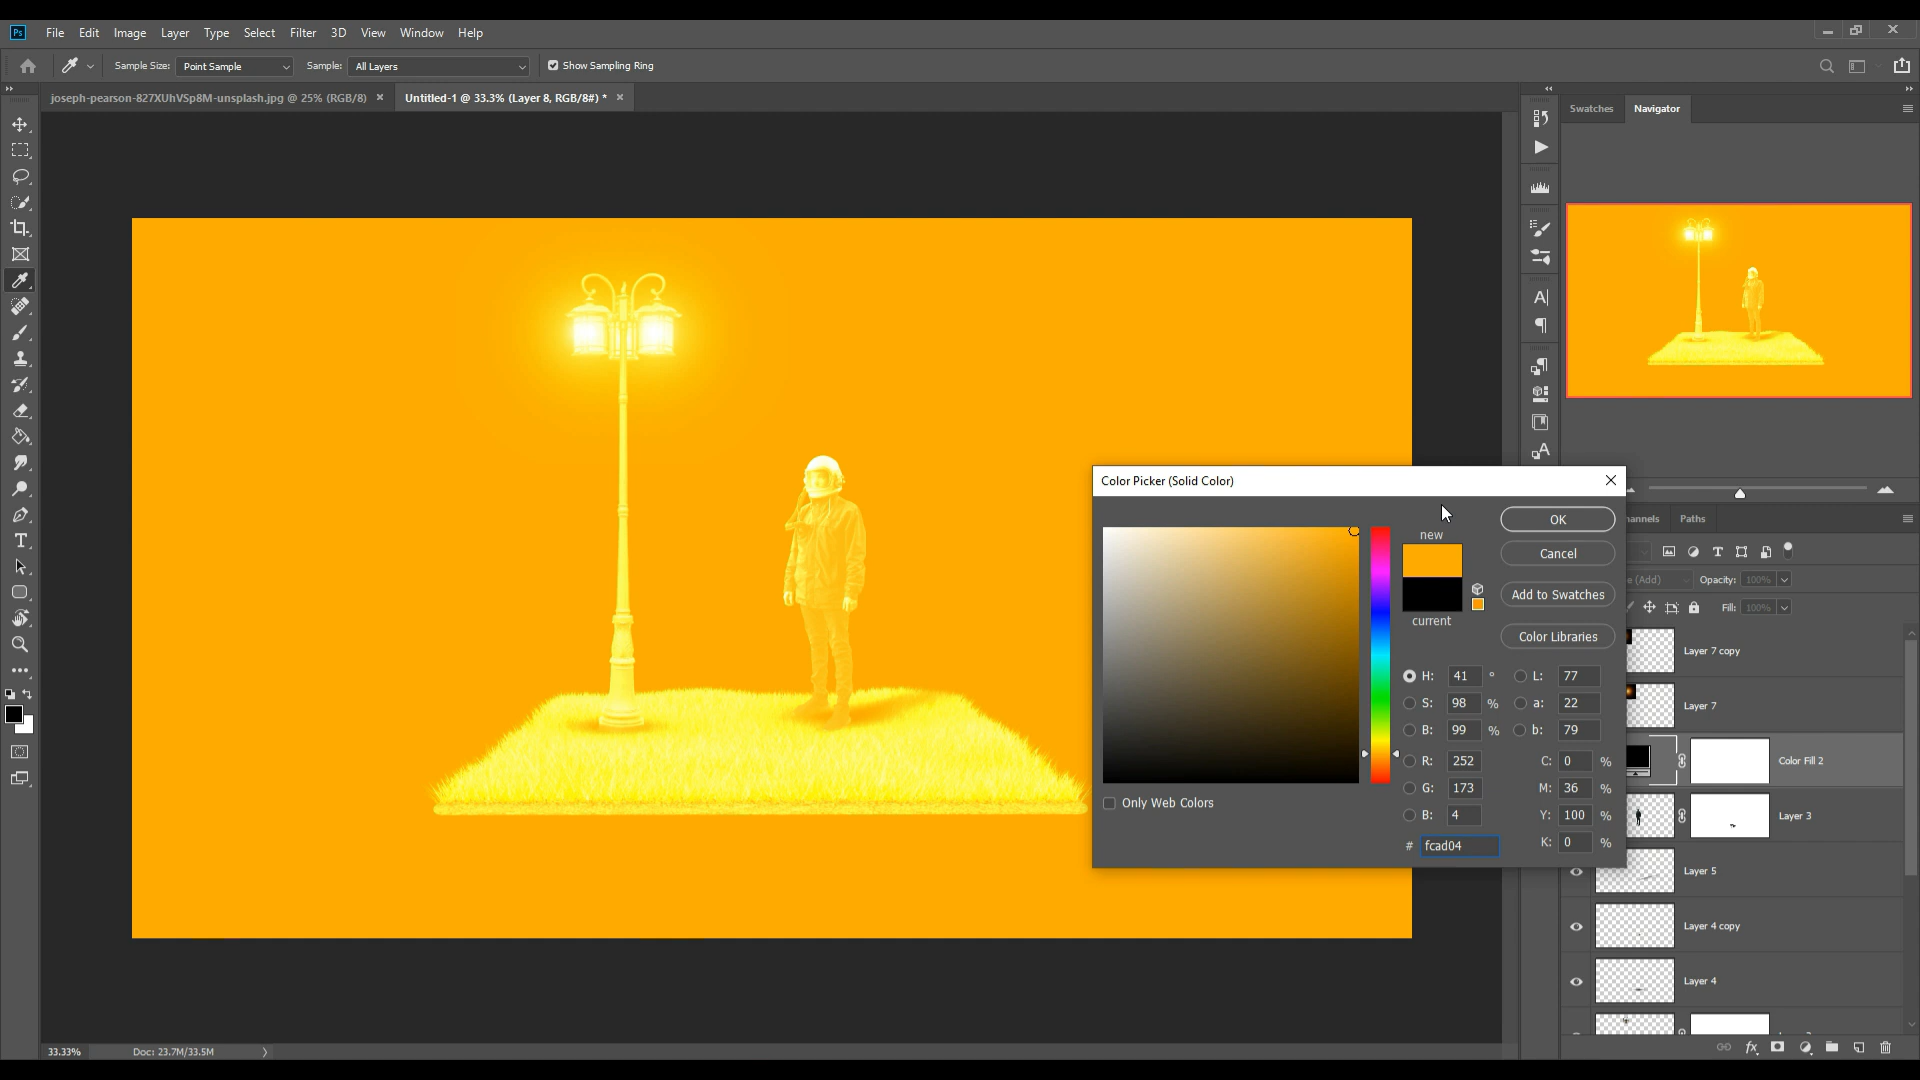 Ps File Edit Image Layer Type Select Filter 3D View Window Help
Sample Size: Point Sample Sample: All Layers Show Sampling Ring
joseph-pearson-827XUhVSp8M-unsplash.jpg @ 25% (RGB/8) × Untitled-1 @ 33.3% (Layer 8, RGB/8#) * ×
Swatches Navigator
Color Picker (Solid Color)
new
current
OK
Cancel
Add to Swatches
Color Libraries
H: 41 ° L: 77
S: 98 % a: 22
B: 99 % b: 79
R: 252 C: 0 %
G: 173 M: 36 %
B: 4 Y: 100 %
# fcad04 K: 0 %
Only Web Colors
hannels Paths
e (Add) Opacity: 100%
Fill: 100%
Layer 7 copy
Layer 7
Color Fill 2
Layer 3
Layer 5
Layer 4 copy
Layer 4
33.33% Doc: 23.7M/33.5M